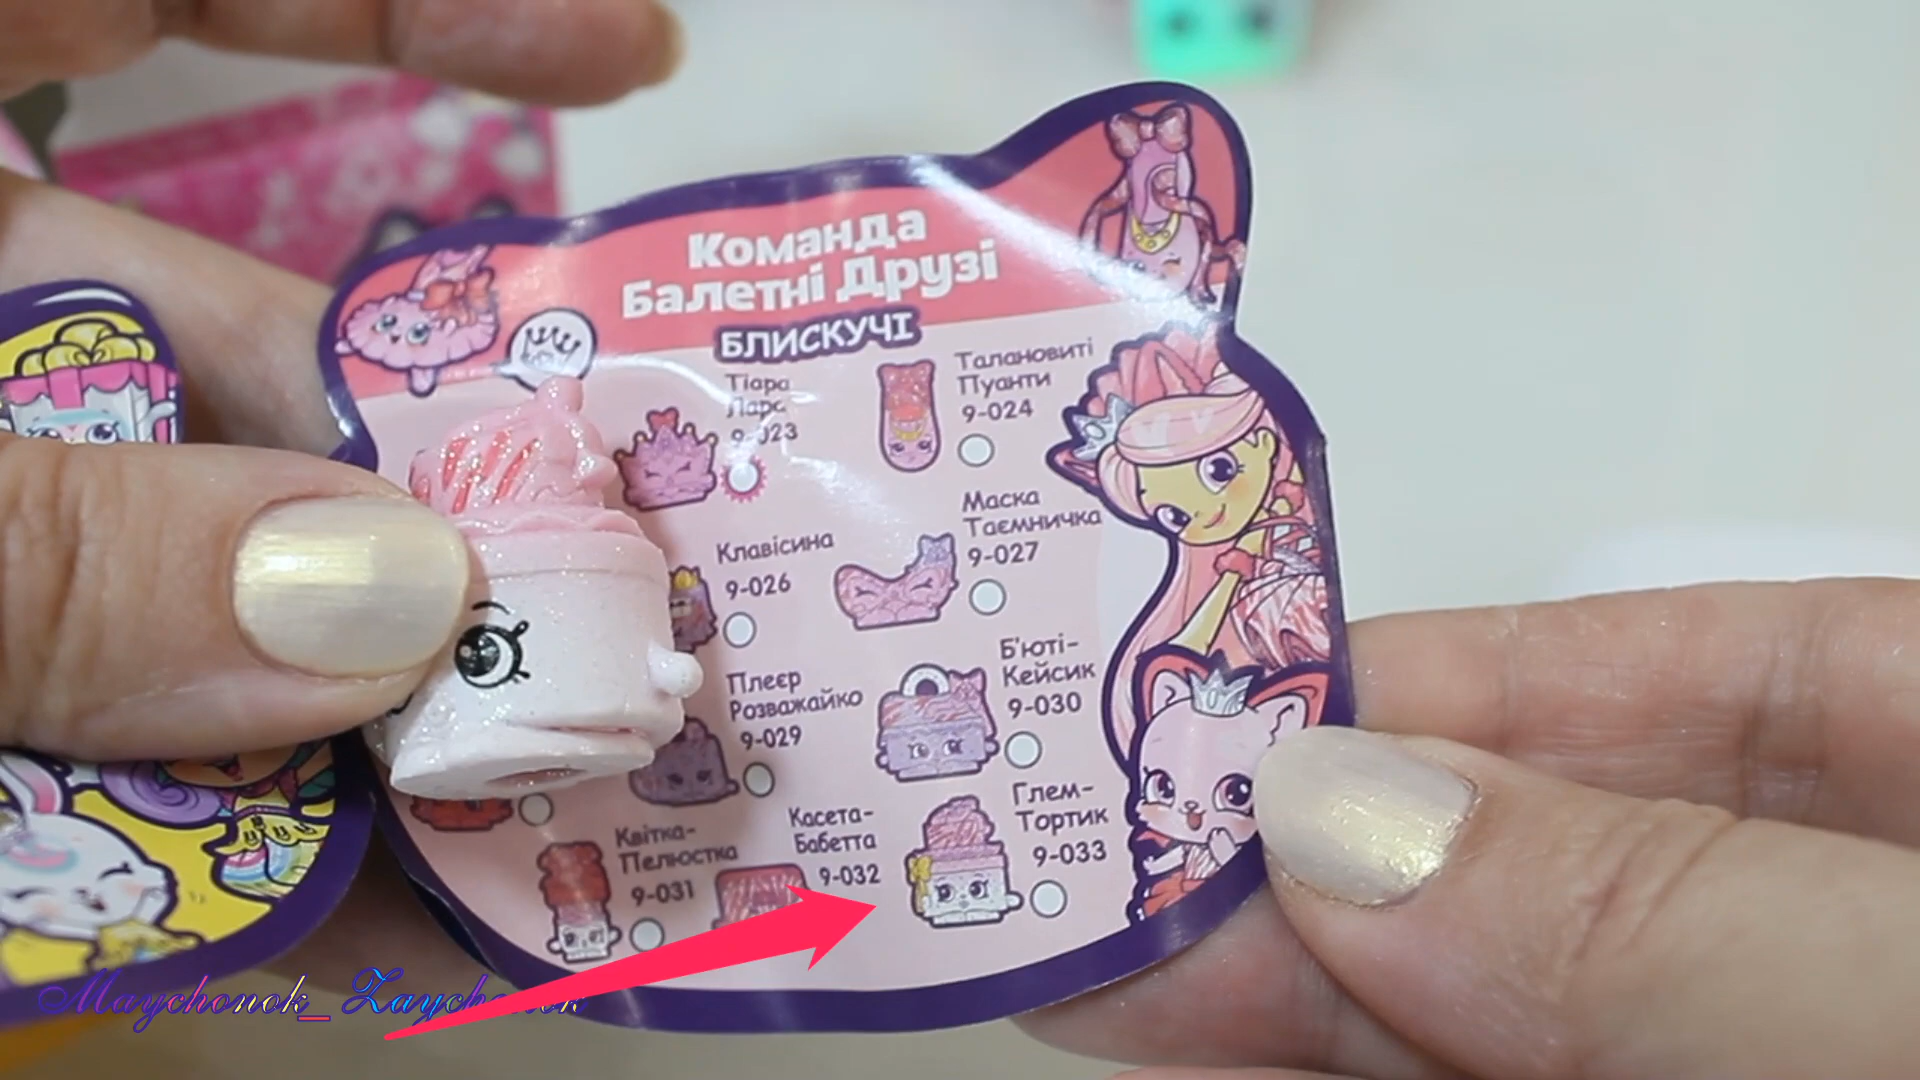 Команда
Балетні Друзі
БЛИСКУЧІ
Тіара
9-023
Талановиті
Пуанти
9-024
Клавісина
9-026
Маска
Таємничка
9-027
Плеєр
Розважайко
9-029
Б'юті-
Кейсик
9-030
Квітка-
Пелюстка
9-031
Касета-
Бабетта
9-032
Глем-
Тортик
9-033
Maychonok_Zaychonok